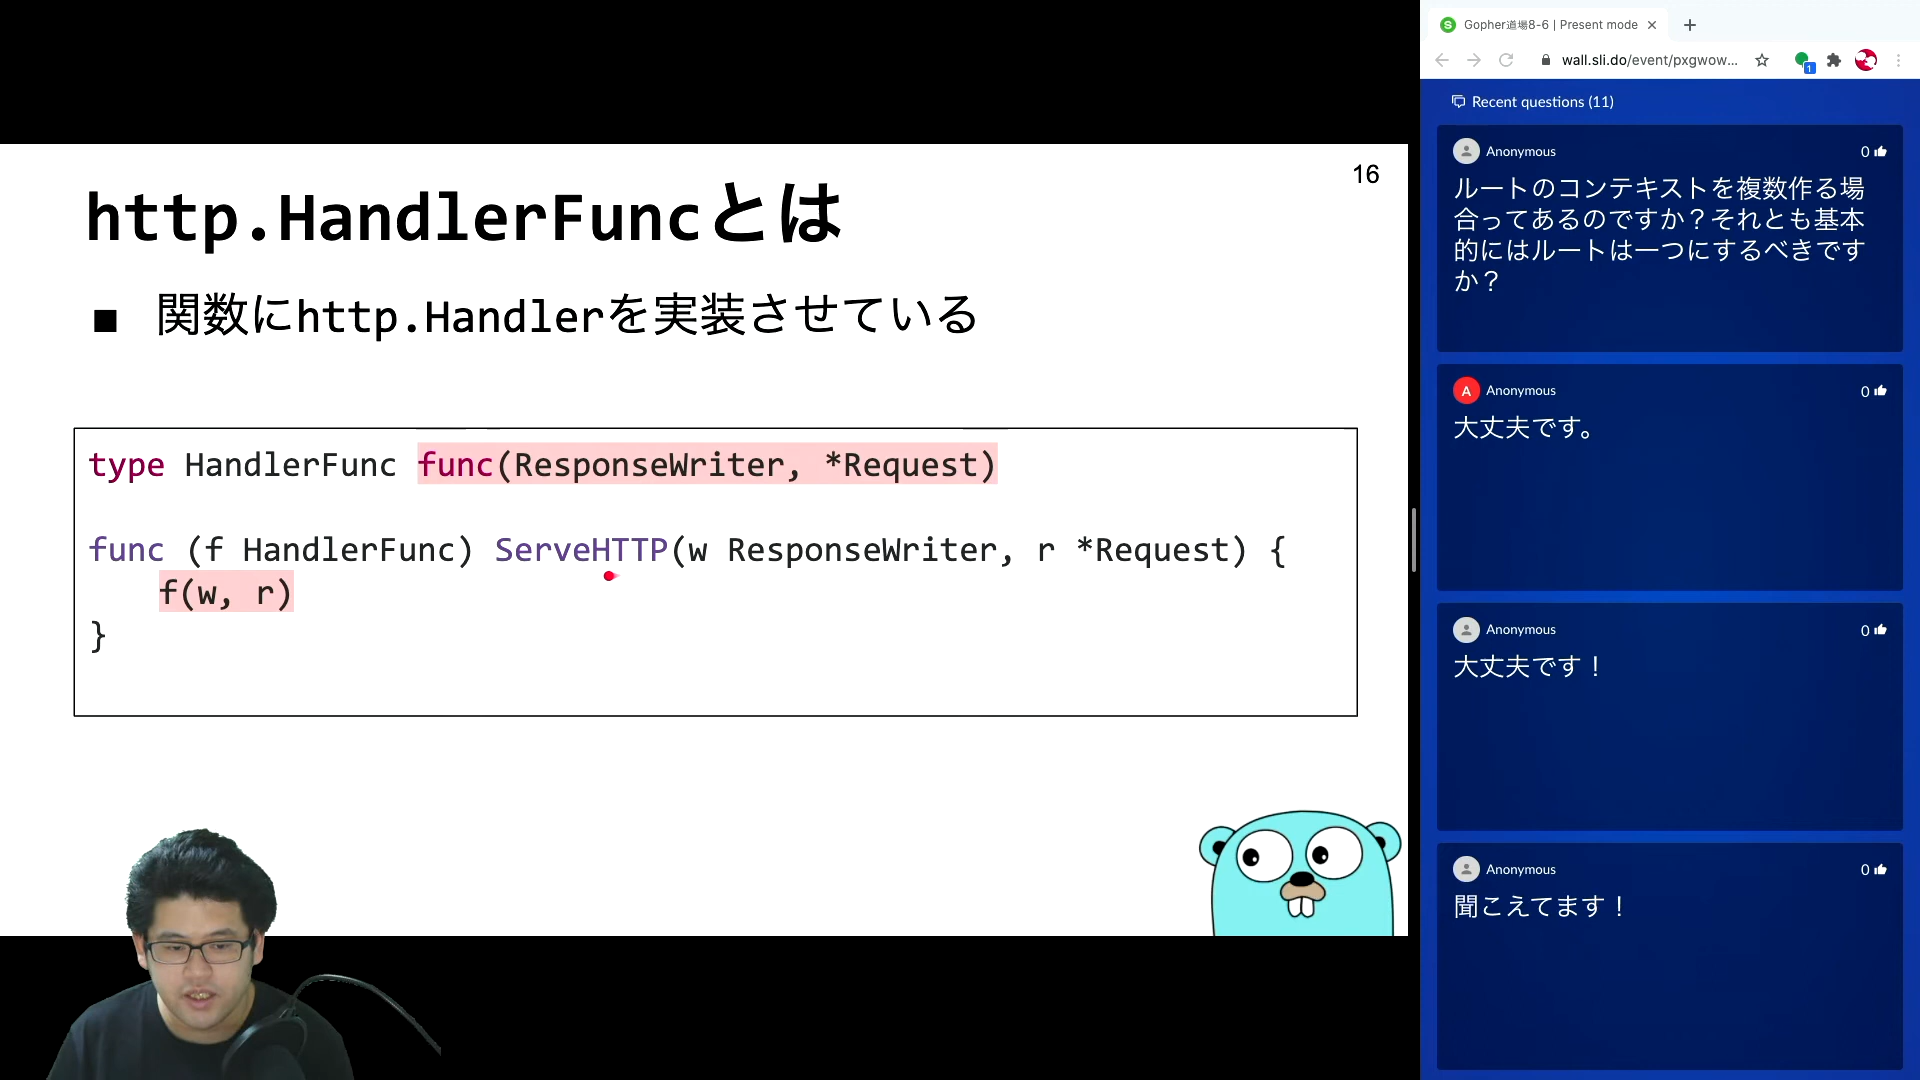 16
http.HandlerFuncとは
■ 関数にhttp.Handlerを実装させている
type HandlerFunc func(ResponseWriter, *Request)
func (f HandlerFunc) ServeHTTP(w ResponseWriter, r *Request) {
f(w, r)
}
S Gopher道場8-6 | Present mode
wall.sli.do/event/pxgwow...
1
Recent questions (11)
Anonymous 0
ルートのコンテキストを複数作る場
合ってあるのですか？それとも基本
的にはルートは一つにするべきです
か？
A Anonymous 0
大丈夫です。
Anonymous 0
大丈夫です！
Anonymous 0
聞こえてます！